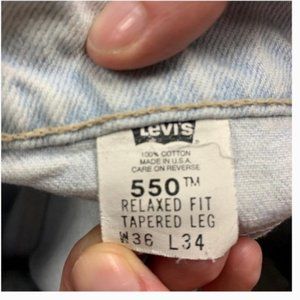 Levi's
100% COTTON
MADE IN U.S.A.
CARE ON REVERSE
550™
RELAXED FIT
TAPERED LEG
W36 L34